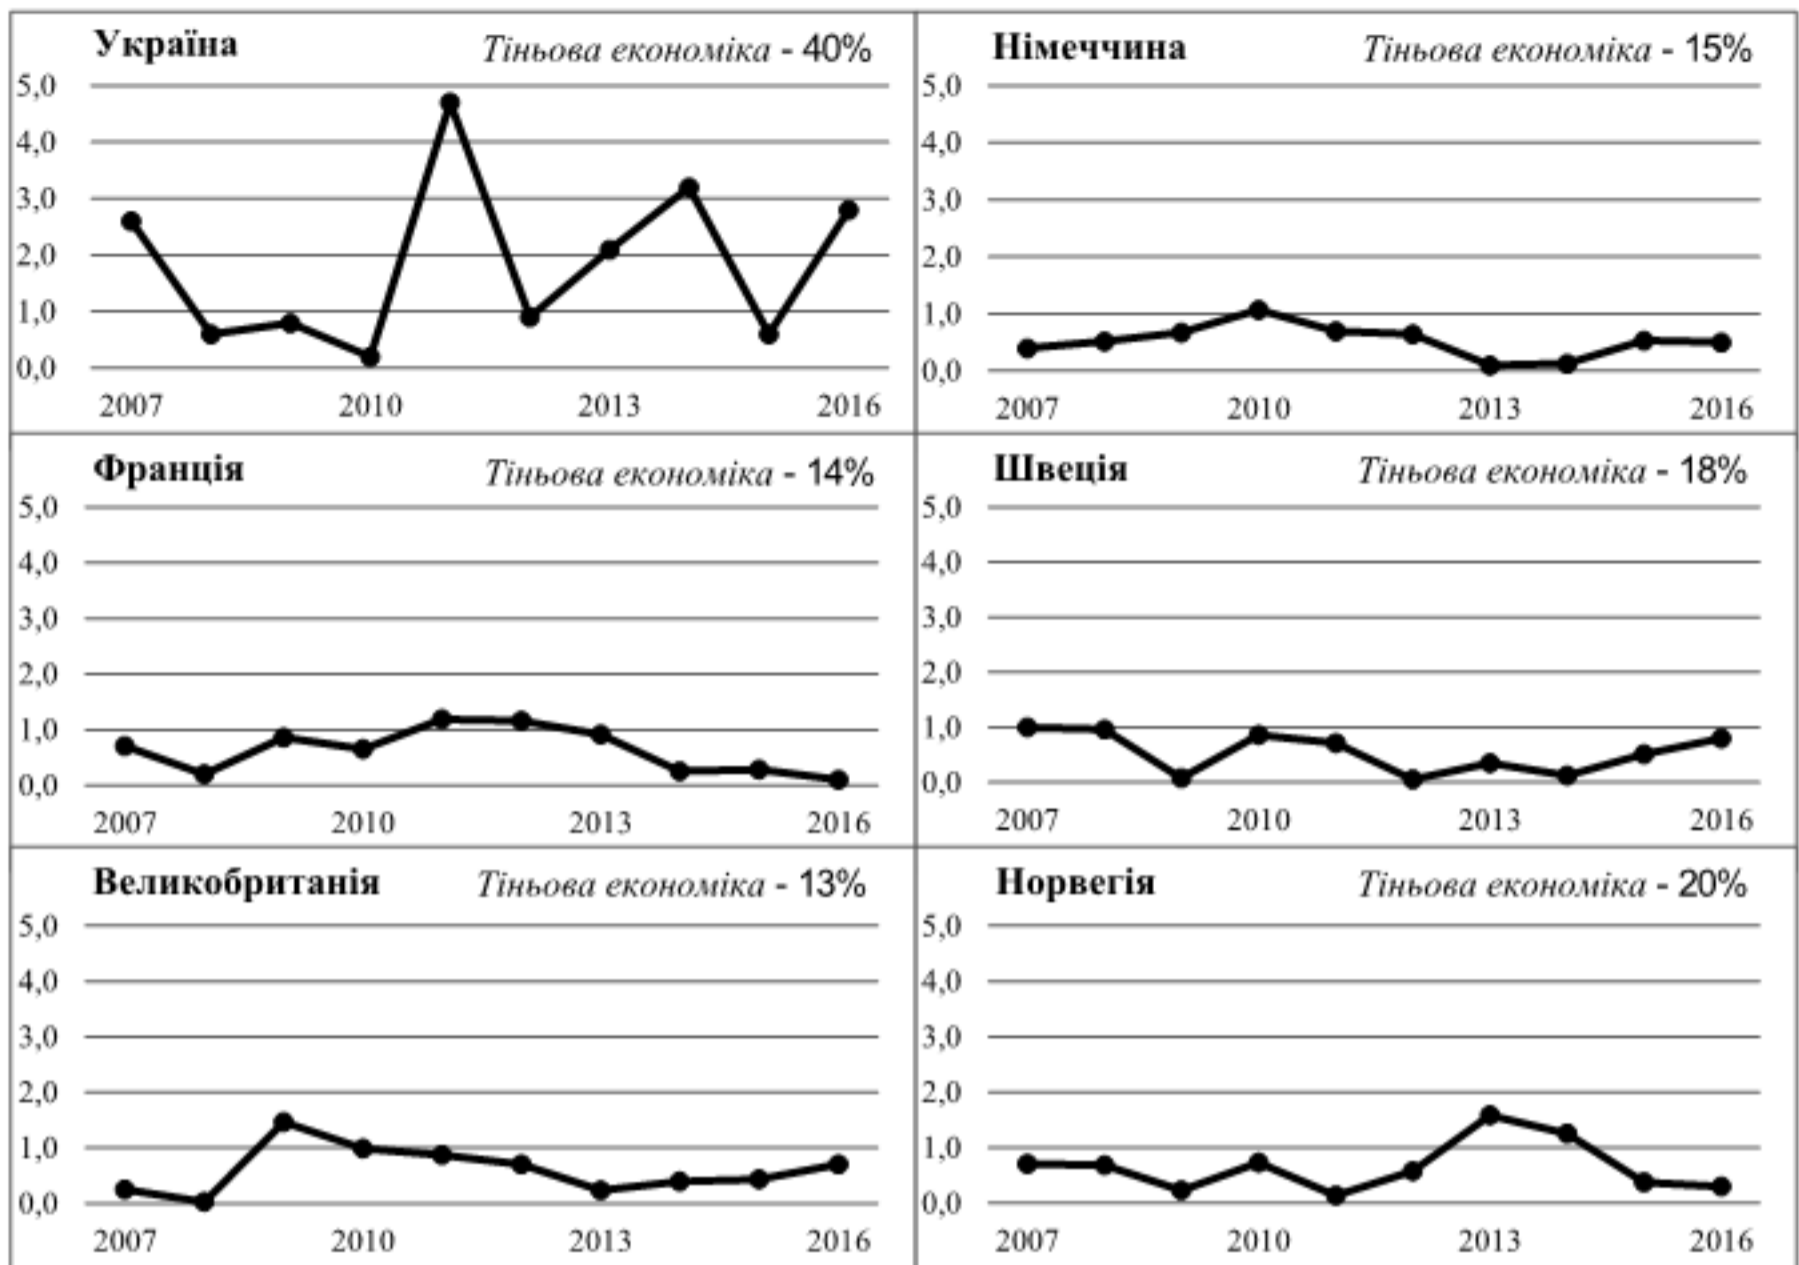 Україна
Тіньова економіка - 40%
5,0
4,0
3,0
2,0
1,0
0,0
2007 2010 2013 2016
Німеччина
Тіньова економіка - 15%
5,0
4,0
3,0
2,0
1,0
0,0
2007 2010 2013 2016
Франція
Тіньова економіка - 14%
5,0
4,0
3,0
2,0
1,0
0,0
2007 2010 2013 2016
Швеція
Тіньова економіка - 18%
5,0
4,0
3,0
2,0
1,0
0,0
2007 2010 2013 2016
Великобританія
Тіньова економіка - 13%
5,0
4,0
3,0
2,0
1,0
0,0
2007 2010 2013 2016
Норвегія
Тіньова економіка - 20%
5,0
4,0
3,0
2,0
1,0
0,0
2007 2010 2013 2016